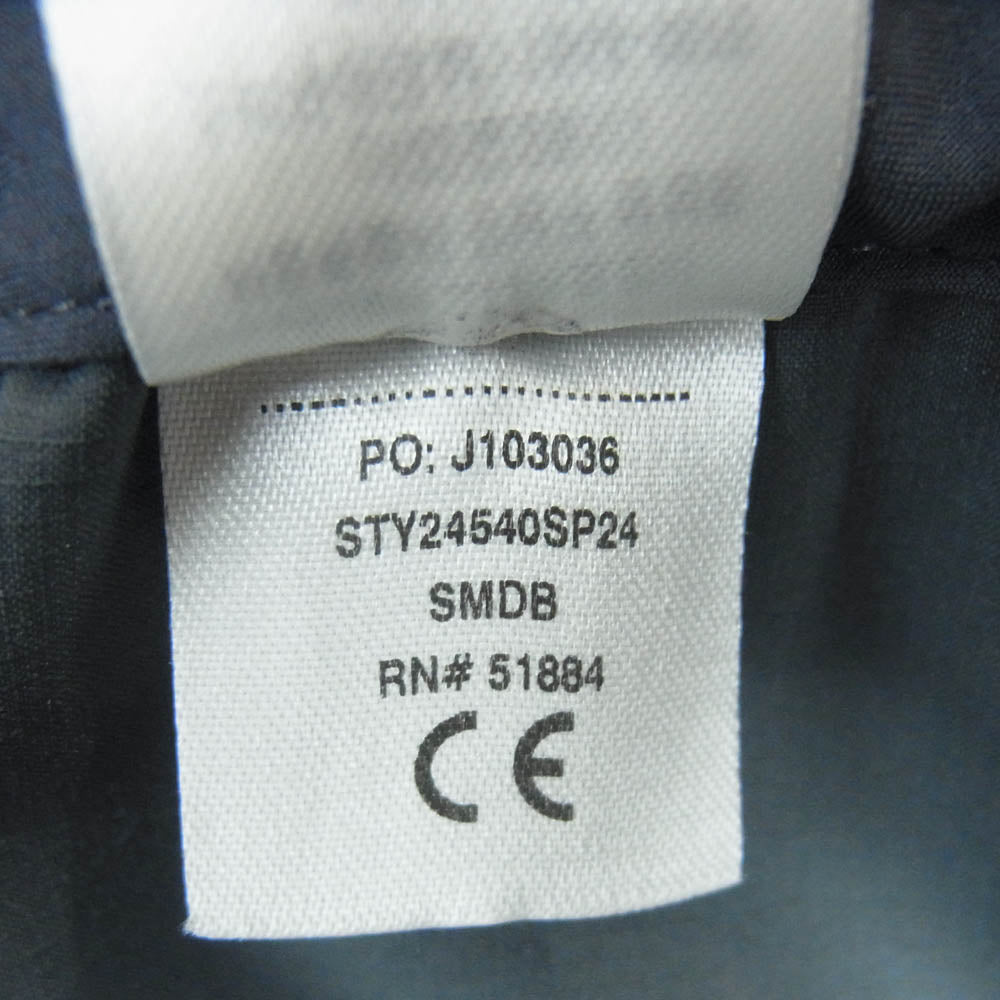 PO: J103036
STY24540SP24
SMDB
RN# 51884
CE